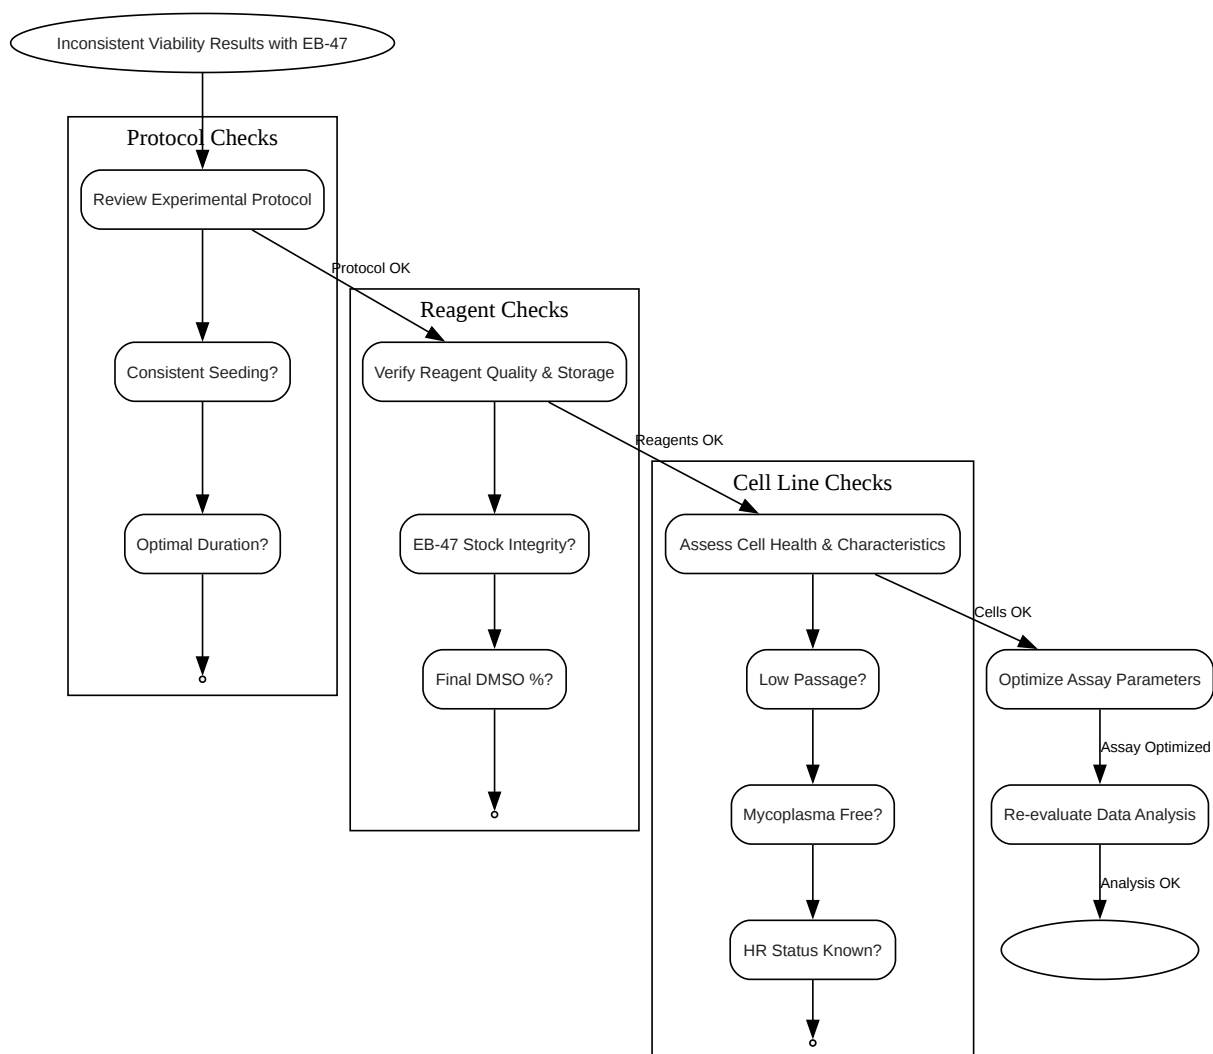 Inconsistent Viability Results with EB-47
Protocol Checks
Review Experimental Protocol
Protocol OK
Consistent Seeding?
Optimal Duration?
Reagent Checks
Verify Reagent Quality & Storage
Reagents OK
EB-47 Stock Integrity?
Final DMSO %?
Cell Line Checks
Assess Cell Health & Characteristics
Cells OK
Low Passage?
Mycoplasma Free?
HR Status Known?
Optimize Assay Parameters
Assay Optimized
Re-evaluate Data Analysis
Analysis OK